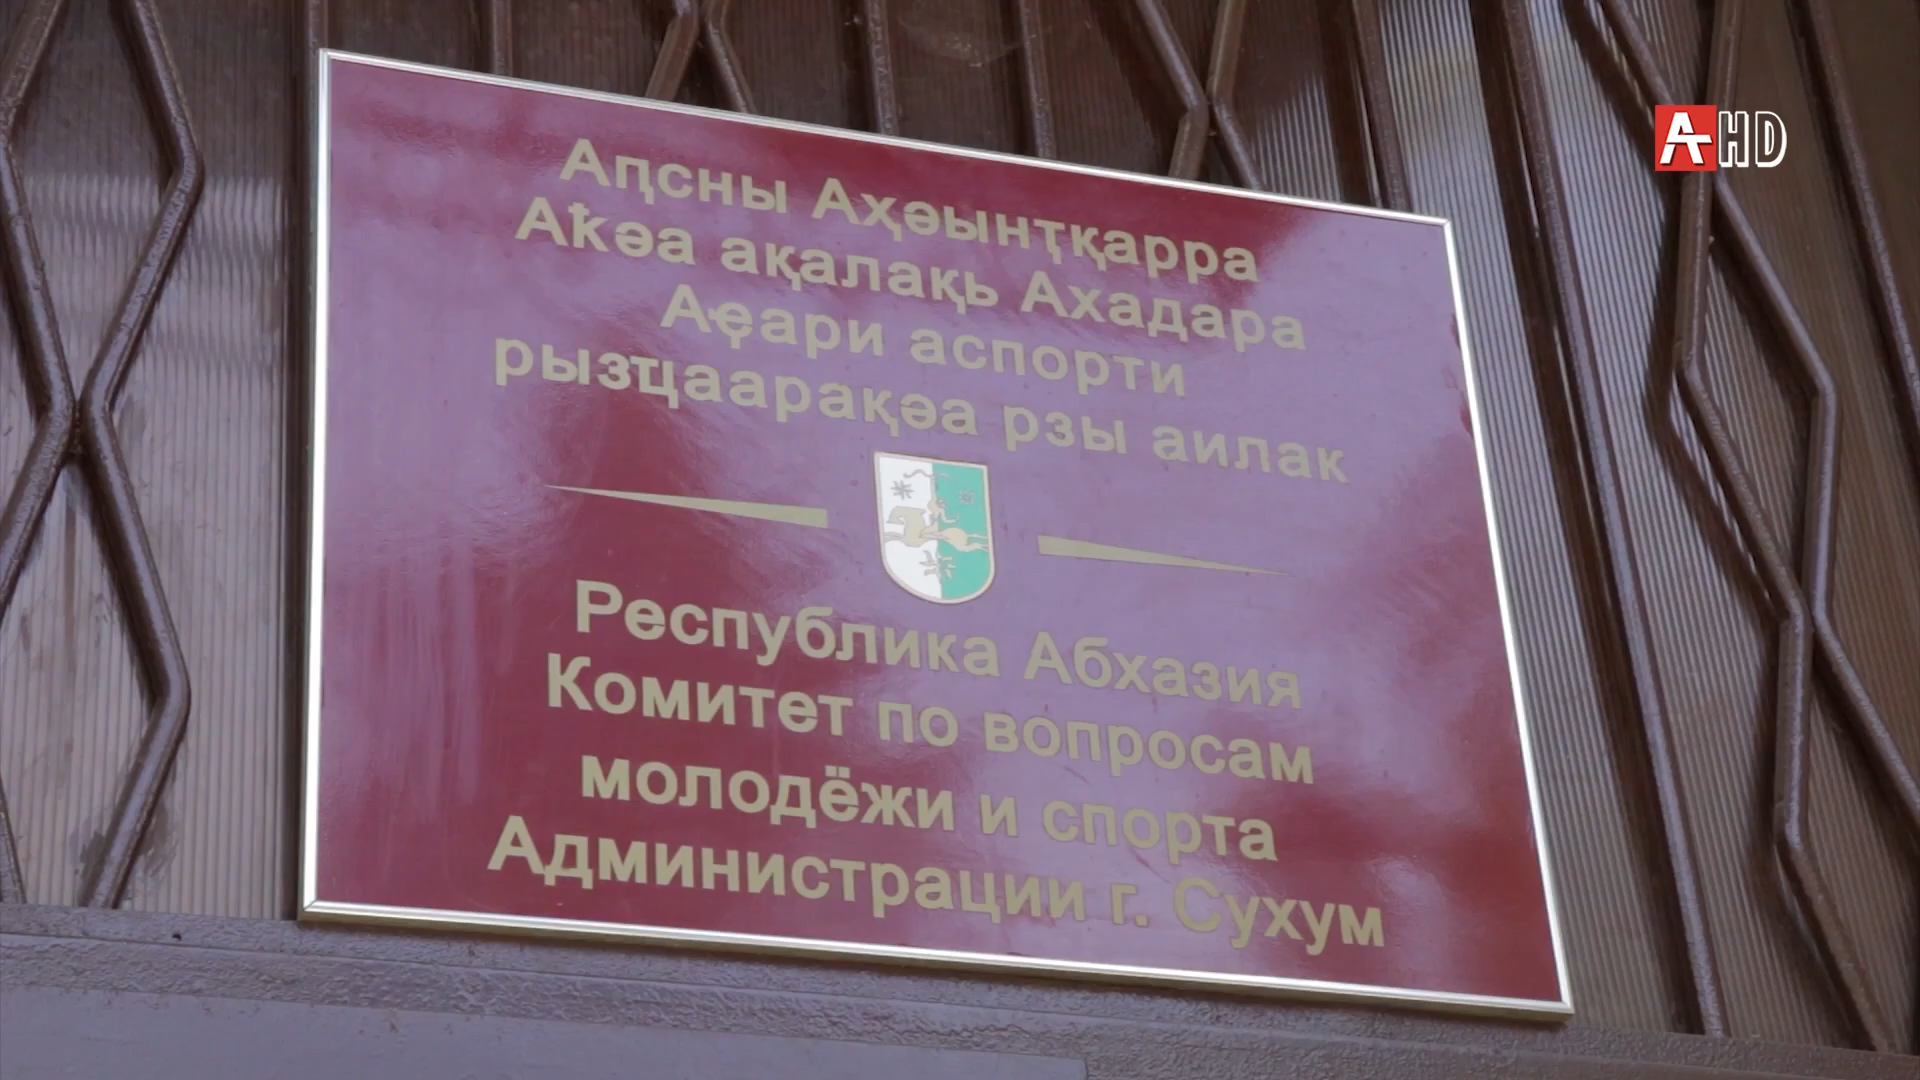 Аԥсны Аҳәынҭқарра
Аҟәа ақалақь Ахадара
Аҿари аспорти
рызҵаарақәа рзы аилак
Республика Абхазия
Комитет по вопросам
молодёжи и спорта
Администрации г. Сухум
A HD